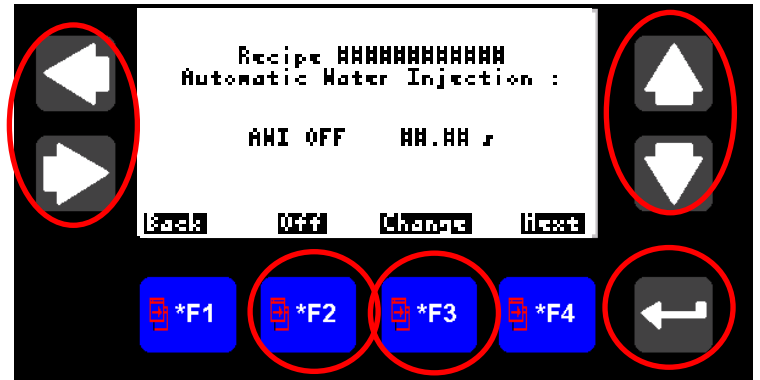 Recipe ############
Automatic Water Injection :
AWI OFF ##.## s
Back Off Change Next
*F1 *F2 *F3 *F4